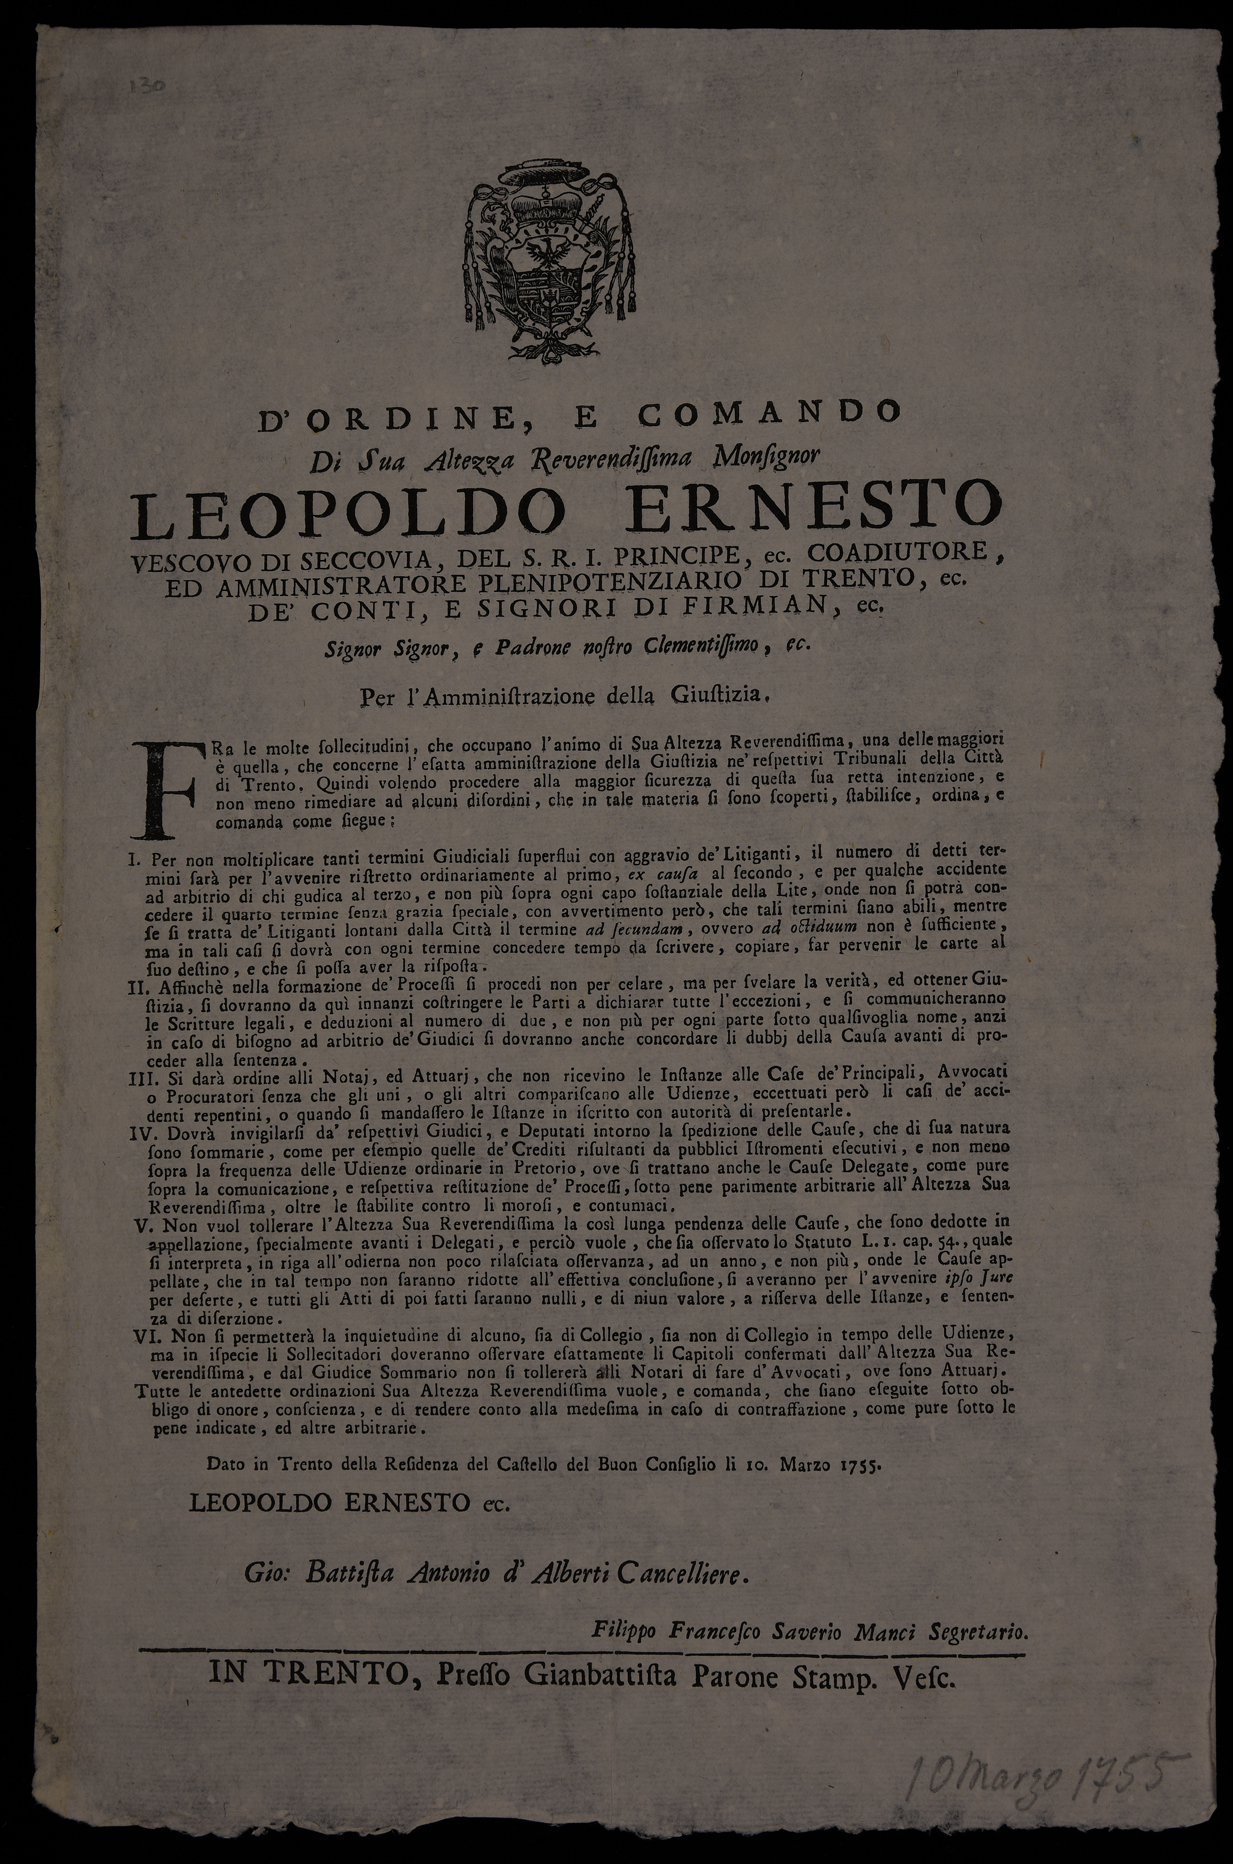 130
D'ORDINE, E COMANDO
Di Sua Altezza Reverendiſſima Monſignor
LEOPOLDO ERNESTO
VESCOVO DI SECCOVIA, DEL S. R. I. PRINCIPE, ec. COADIUTORE,
ED AMMINISTRATORE PLENIPOTENZIARIO DI TRENTO, ec.
DE' CONTI, E SIGNORI DI FIRMIAN, ec.
Signor Signor, e Padrone noſtro Clementiſſimo, ec.
Per l'Amminiſtrazione della Giuſtizia.
FRa le molte ſollecitudini, che occupano l'animo di Sua Altezza Reverendiſſima, una delle maggiori
è quella, che concerne l'eſatta amminiſtrazione della Giuſtizia ne' reſpettivi Tribunali della Città
di Trento. Quindi volendo procedere alla maggior ſicurezza di queſta ſua retta intenzione, e
non meno rimediare ad alcuni diſordini, che in tale materia ſi ſono ſcoperti, ſtabiliſce, ordina, e
comanda come ſiegue:
I. Per non moltiplicare tanti termini Giudiciali ſuperflui con aggravio de' Litiganti, il numero di detti ter-
mini ſarà per l'avvenire riſtretto ordinariamente al primo, ex cauſa al ſecondo, e per qualche accidente
ad arbitrio di chi gudica al terzo, e non più ſopra ogni capo ſoſtanziale della Lite, onde non ſi potrà con-
cedere il quarto termine ſenza grazia ſpeciale, con avvertimento però, che tali termini ſiano abili, mentre
ſe ſi tratta de' Litiganti lontani dalla Città il termine ad ſecundam, ovvero ad octiduum non è ſufficiente,
ma in tali caſi ſi dovrà con ogni termine concedere tempo da ſcrivere, copiare, far pervenir le carte al
ſuo deſtino, e che ſi poſſa aver la riſpoſta.
II. Affinchè nella formazione de' Proceſſi ſi procedi non per celare, ma per ſvelare la verità, ed ottener Giu-
ſtizia, ſi dovranno da quì innanzi coſtringere le Parti a dichiarar tutte l'eccezioni, e ſi communicheranno
le Scritture legali, e deduzioni al numero di due, e non più per ogni parte ſotto qualſivoglia nome, anzi
in caſo di biſogno ad arbitrio de' Giudici ſi dovranno anche concordare li dubbj della Cauſa avanti di pro-
ceder alla ſentenza.
III. Si darà ordine alli Notaj, ed Attuarj, che non ricevino le Inſtanze alle Caſe de' Principali, Avvocati
o Procuratori ſenza che gli uni, o gli altri compariſcano alle Udienze, eccettuati però li caſi de' acci-
denti repentini, o quando ſi mandaſſero le Iſtanze in iſcritto con autorità di preſentarle.
IV. Dovrà invigilarſi da' reſpettivi Giudici, e Deputati intorno la ſpedizione delle Cauſe, che di ſua natura
ſono ſommarie, come per eſempio quelle de' Crediti riſultanti da pubblici Iſtromenti eſecutivi, e non meno
ſopra la frequenza delle Udienze ordinarie in Pretorio, ove ſi trattano anche le Cauſe Delegate, come pure
ſopra la comunicazione, e reſpettiva reſtituzione de' Proceſſi, ſotto pene parimente arbitrarie all' Altezza Sua
Reverendiſſima, oltre le ſtabilite contro li moroſi, e contumaci.
V. Non vuol tollerare l'Altezza Sua Reverendiſſima la così lunga pendenza delle Cauſe, che ſono dedotte in
appellazione, ſpecialmente avanti i Delegati, e perciò vuole, che ſia oſſervato lo Statuto L. 1. cap. 54., quale
ſi interpreta, in riga all'odierna non poco rilaſciata oſſervanza, ad un anno, e non più, onde le Cauſe ap-
pellate, che in tal tempo non ſaranno ridotte all'effettiva concluſione, ſi averanno per l'avvenire ipſo Jure
per deſerte, e tutti gli Atti di poi fatti ſaranno nulli, e di niun valore, a riſſerva delle Iſtanze, e ſenten-
za di diſerzione.
VI. Non ſi permetterà la inquietudine di alcuno, ſia di Collegio, ſia non di Collegio in tempo delle Udienze,
ma in iſpecie li Sollecitadori doveranno oſſervare eſattamente li Capitoli confermati dall' Altezza Sua Re-
verendiſſima, e dal Giudice Sommario non ſi tollererà alli Notari di fare d'Avvocati, ove ſono Attuarj.
Tutte le antedette ordinazioni Sua Altezza Reverendiſſima vuole, e comanda, che ſiano eſeguite ſotto ob-
bligo di onore, conſcienza, e di rendere conto alla medeſima in caſo di contraffazione, come pure ſotto le
pene indicate, ed altre arbitrarie.
Dato in Trento della Reſidenza del Caſtello del Buon Conſiglio li 10. Marzo 1755.
LEOPOLDO ERNESTO ec.
Gio: Battiſta Antonio d' Alberti Cancelliere.
Filippo Franceſco Saverio Manci Segretario.
IN TRENTO, Preſſo Gianbattiſta Parone Stamp. Veſc.
10 Marzo 1755